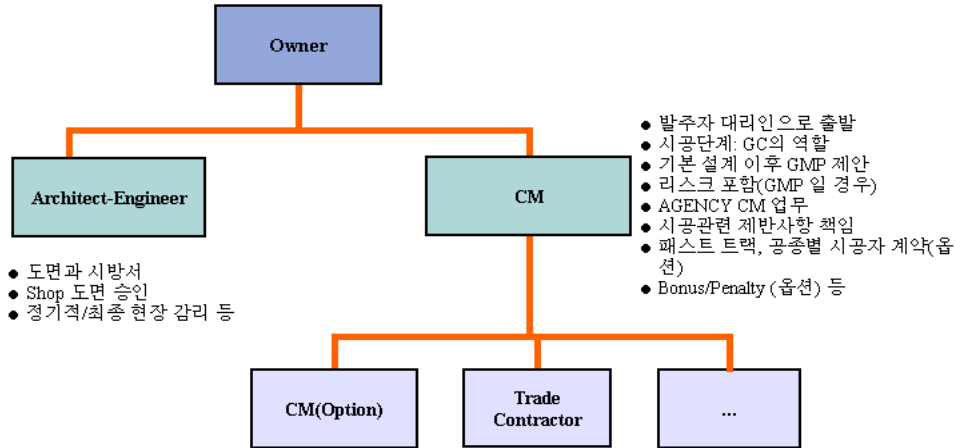 Owner
Architect-Engineer
CM
● 발주자 대리인으로 출발
● 시공단계: GC의 역할
● 기본 설계 이후 GMP 제안
● 리스크 포함(GMP 일 경우)
● AGENCY CM 업무
● 시공관련 제반사항 책임
● 패스트 트랙, 공종별 시공자 계약(옵
션)
● Bonus/Penalty (옵션) 등
● 도면과 시방서
● Shop 도면 승인
● 정기적/최종 현장 감리 등
CM(Option)
Trade
Contractor
...